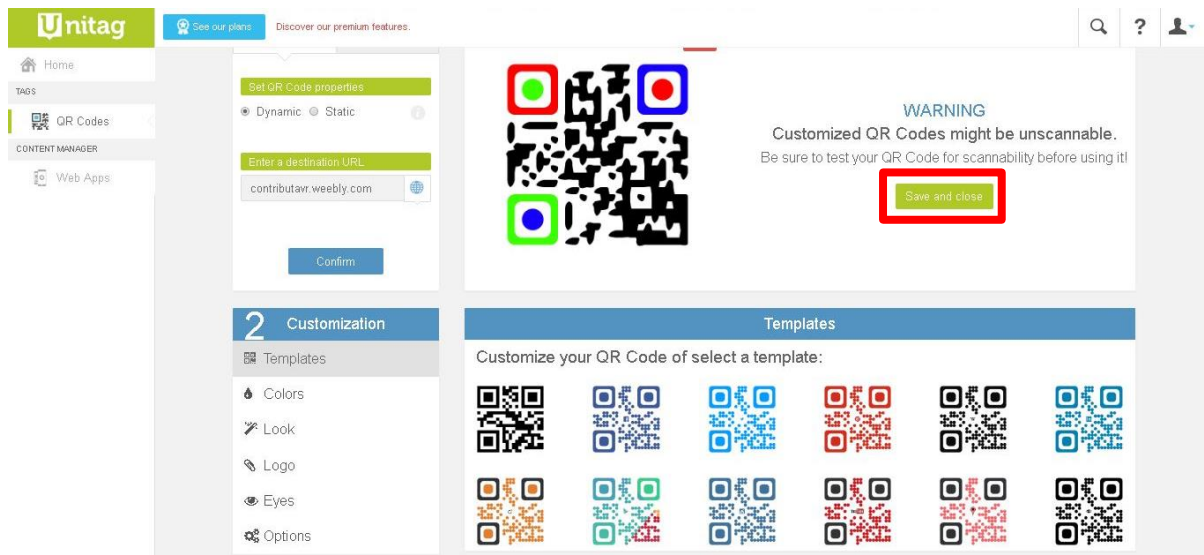 Unitag
See our plans
Discover our premium features.
?
Home
TAGS
QR Codes
CONTENT MANAGER
Web Apps
Set QR Code properties
Dynamic Static
Enter a destination URL
contributavr.weebly.com
Confirm
WARNING
Customized QR Codes might be unscannable.
Be sure to test your QR Code for scannability before using it!
Save and close
2 Customization
Templates
Colors
Look
Logo
Eyes
Options
Templates
Customize your QR Code of select a template: